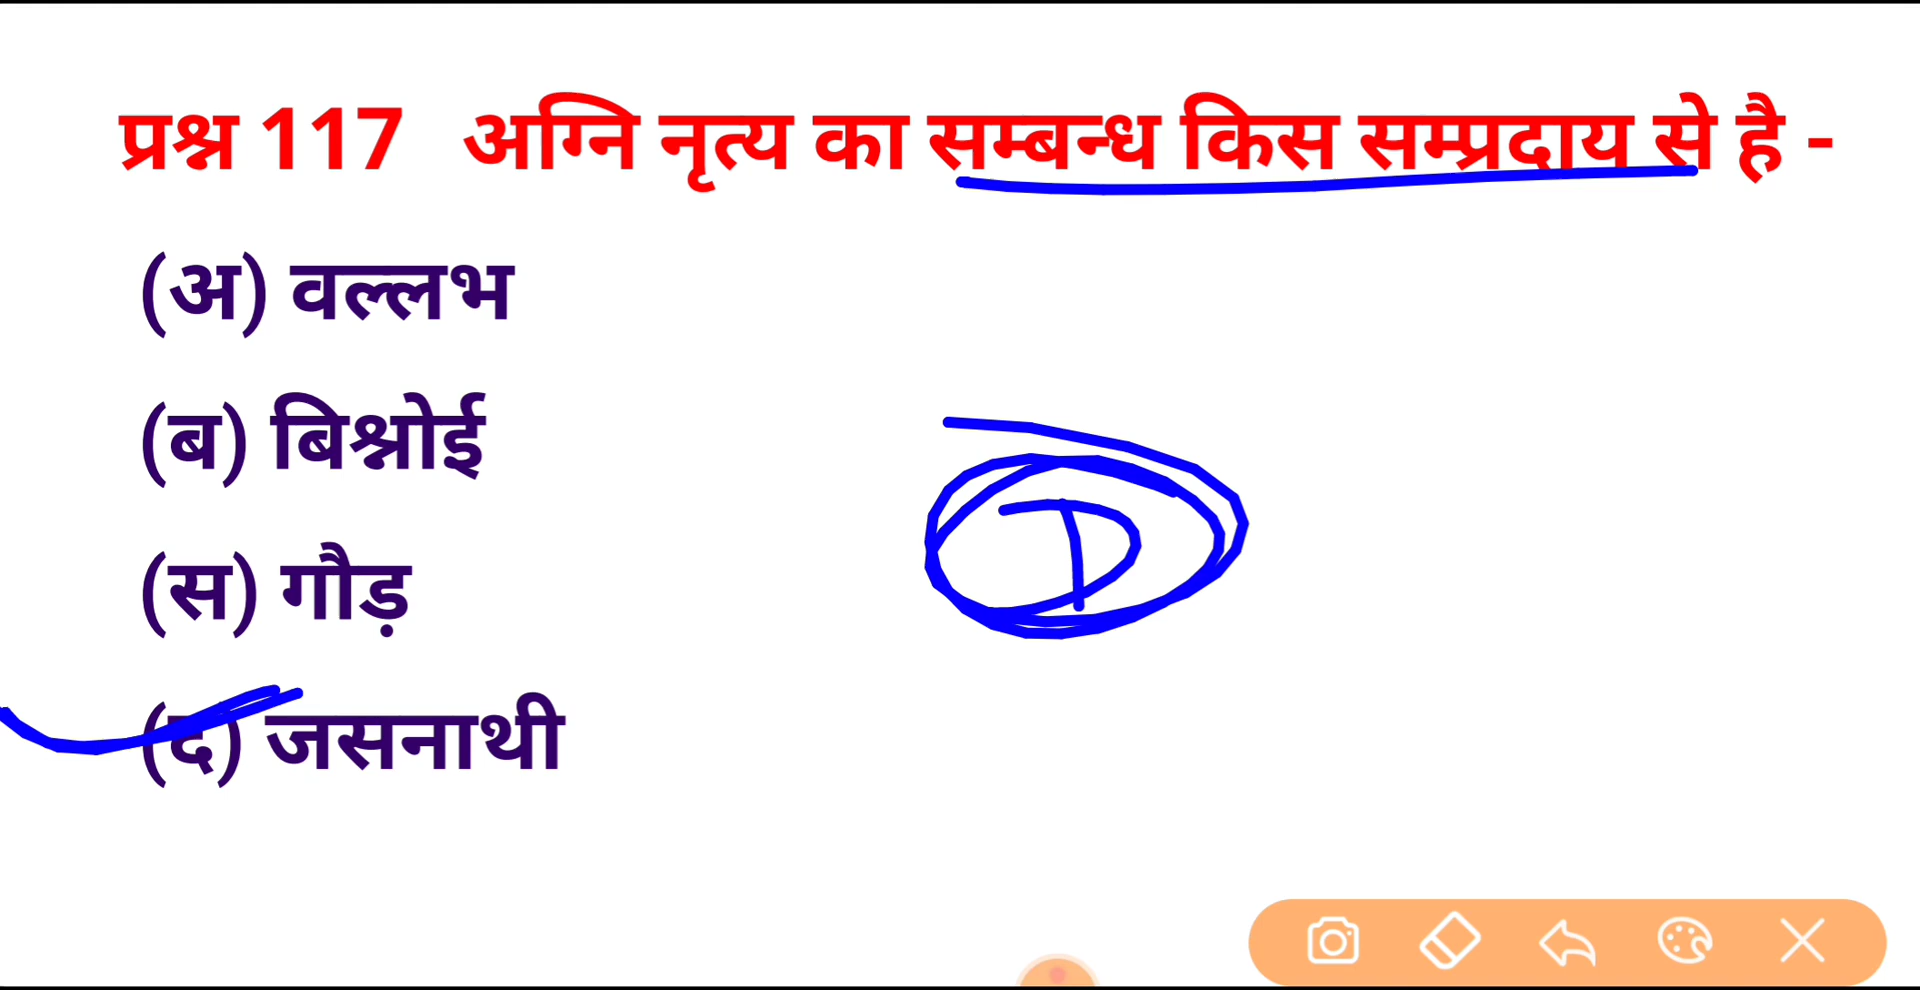 प्रश्न 117 अग्नि नृत्य का सम्बन्ध किस सम्प्रदाय से है -
(अ) वल्लभ
(ब) बिश्नोई
(स) गौड़
D
(द) जसनाथी